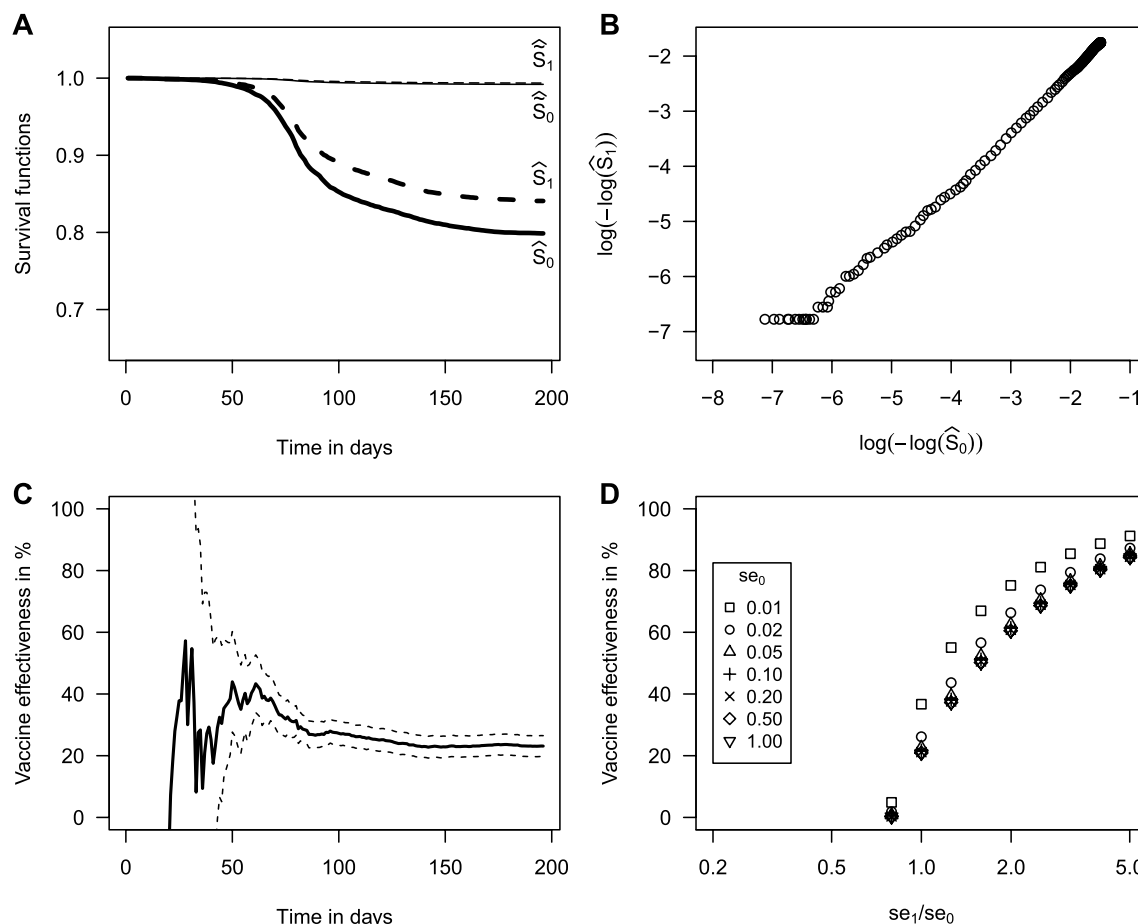 A
Survival functions
1.0
0.9
0.8
0.7
0 50 100 150 200
Time in days
S̃̂₁
S̃̂₀
Ŝ₁
Ŝ₀
B
log(−log(Ŝ₁))
−2
−3
−4
−5
−6
−7
−8 −7 −6 −5 −4 −3 −2 −1
log(−log(Ŝ₀))
C
Vaccine effectiveness in %
100
80
60
40
20
0
0 50 100 150 200
Time in days
D
Vaccine effectiveness in %
100
80
60
40
20
0
se₀
0.01
0.02
0.05
0.10
0.20
0.50
1.00
0.2 0.5 1.0 2.0 5.0
se₁/se₀